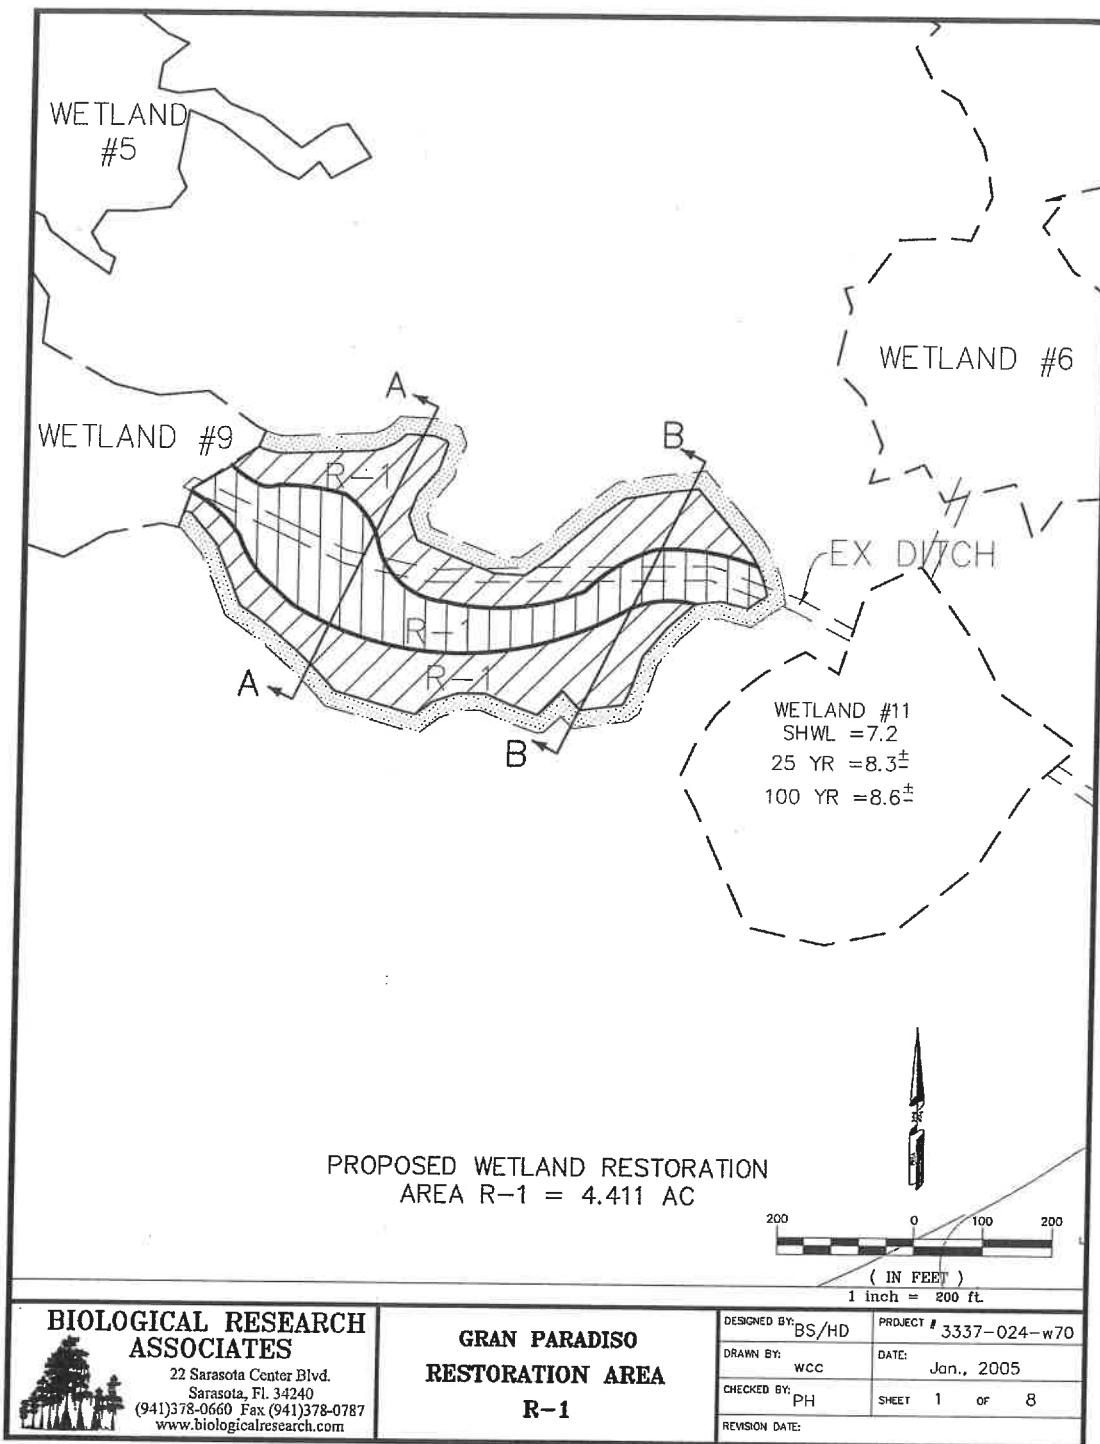 WETLAND
#5
WETLAND #6
A
B
WETLAND #9
R-1
EX DITCH
R-1
R-1
A
B
WETLAND #11
SHWL =7.2
25 YR =8.3±
100 YR =8.6±
PROPOSED WETLAND RESTORATION
AREA R-1 = 4.411 AC
200 0 100 200
( IN FEET )
1 inch = 200 ft.
BIOLOGICAL RESEARCH
ASSOCIATES
22 Sarasota Center Blvd.
Sarasota, Fl. 34240
(941)378-0660 Fax (941)378-0787
www.biologicalresearch.com
GRAN PARADISO
RESTORATION AREA
R-1
DESIGNED BY: BS/HD
PROJECT # 3337-024-w70
DRAWN BY: WCC
DATE: Jan., 2005
CHECKED BY: PH
SHEET 1 OF 8
REVISION DATE: